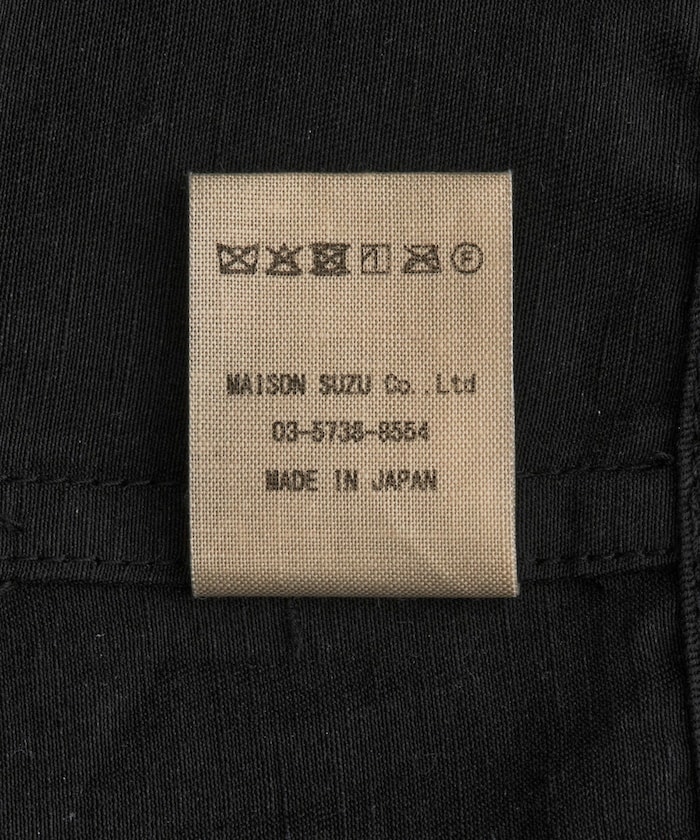 F
MAISON SUZU Co.,Ltd
03-5738-8554
MADE IN JAPAN